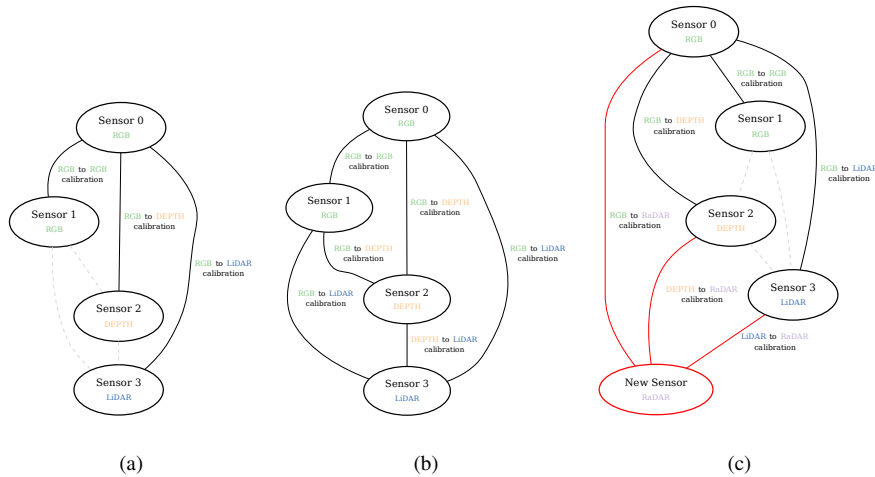 Sensor 0
RGB
RGB to RGB
calibration
Sensor 1
RGB
RGB to DEPTH
calibration
RGB to LiDAR
calibration
Sensor 2
DEPTH
Sensor 3
LiDAR
(a)
Sensor 0
RGB
RGB to RGB
calibration
Sensor 1
RGB
RGB to DEPTH
calibration
RGB to DEPTH
calibration
RGB to LiDAR
calibration
RGB to LiDAR
calibration
Sensor 2
DEPTH
DEPTH to LiDAR
calibration
Sensor 3
LiDAR
(b)
Sensor 0
RGB
RGB to RGB
calibration
RGB to DEPTH
calibration
Sensor 1
RGB
RGB to LiDAR
calibration
RGB to RaDAR
calibration
Sensor 2
DEPTH
DEPTH to RaDAR
calibration
Sensor 3
LiDAR
LiDAR to RaDAR
calibration
New Sensor
RaDAR
(c)